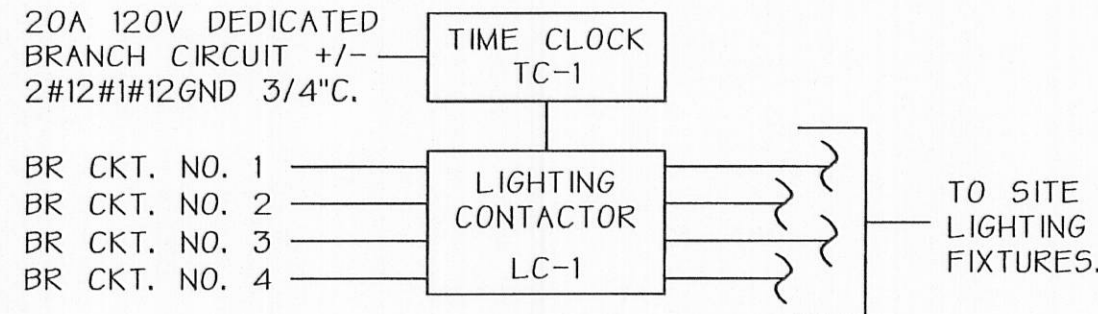 20A 120V DEDICATED
BRANCH CIRCUIT +/-
2#12#1#12GND 3/4"C.
TIME CLOCK
TC-1
BR CKT. NO. 1
BR CKT. NO. 2
BR CKT. NO. 3
BR CKT. NO. 4
LIGHTING
CONTACTOR
LC-1
TO SITE
LIGHTING
FIXTURES.